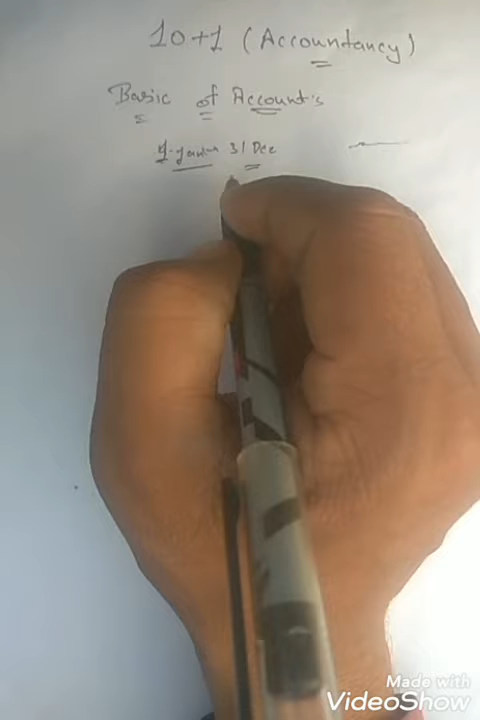 10+1 (Accountancy)
Basic of Account's
31 Dec
Made with
VideoShow